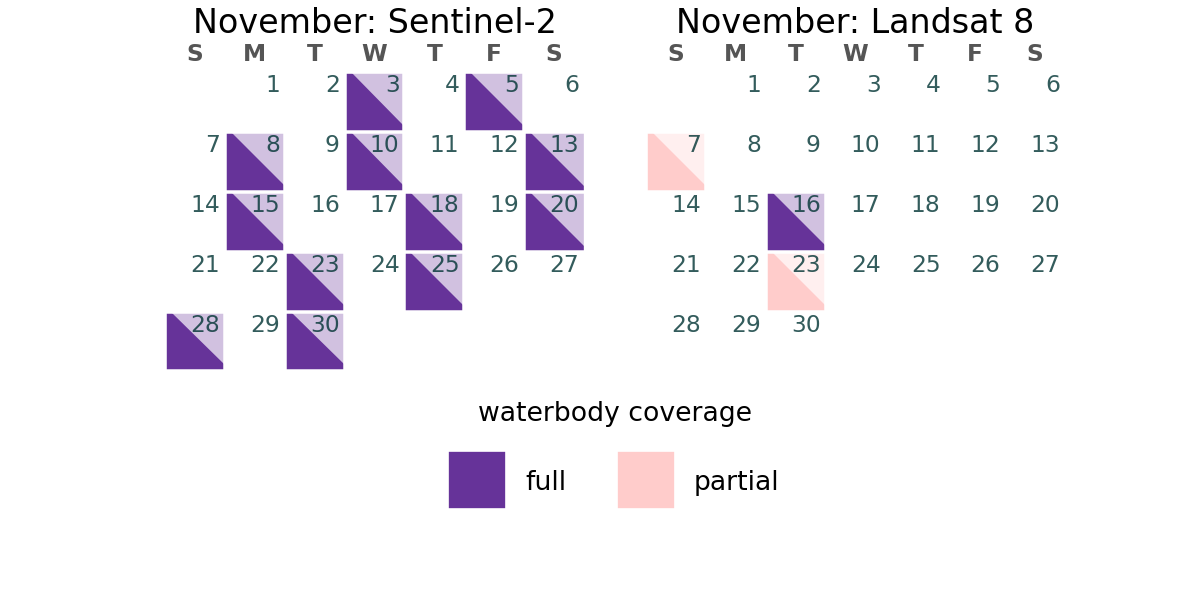 November: Sentinel-2
S M T W T F S
1 2 3 4 5 6
7 8 9 10 11 12 13
14 15 16 17 18 19 20
21 22 23 24 25 26 27
28 29 30
November: Landsat 8
S M T W T F S
1 2 3 4 5 6
7 8 9 10 11 12 13
14 15 16 17 18 19 20
21 22 23 24 25 26 27
28 29 30
waterbody coverage
full partial